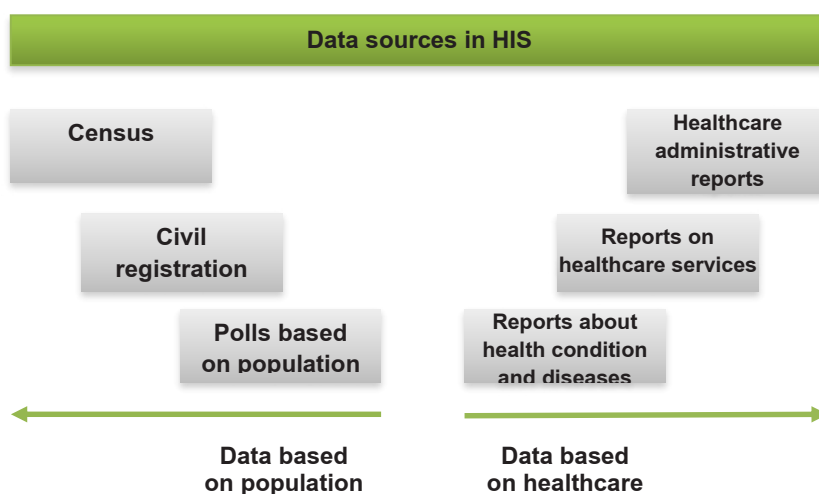 Data sources in HIS
Census
Healthcare
administrative
reports
Civil
registration
Reports on
healthcare services
Polls based
on population
Reports about
health condition
and diseases
Data based
on population
Data based
on healthcare